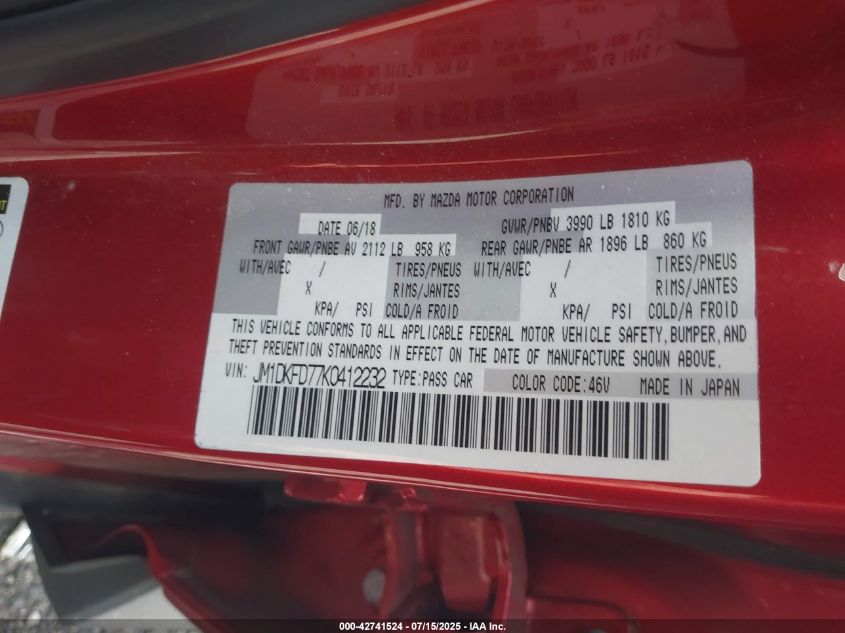 MFD. BY MAZDA MOTOR CORPORATION
DATE 06/18 GVWR/PNBV 3990 LB 1810 KG
FRONT GAWR/PNBE AV 2112 LB 958 KG REAR GAWR/PNBE AR 1896 LB 860 KG
WITH/AVEC / TIRES/PNEUS WITH/AVEC / TIRES/PNEUS
X RIMS/JANTES X RIMS/JANTES
KPA/ PSI COLD/A FROID KPA/ PSI COLD/A FROID
THIS VEHICLE CONFORMS TO ALL APPLICABLE FEDERAL MOTOR VEHICLE SAFETY, BUMPER, AND
THEFT PREVENTION STANDARDS IN EFFECT ON THE DATE OF MANUFACTURE SHOWN ABOVE.
VIN: JM1DKFD77K0412232 TYPE:PASS CAR COLOR CODE:46V MADE IN JAPAN
000-42741524 - 07/15/2025 - IAA Inc.